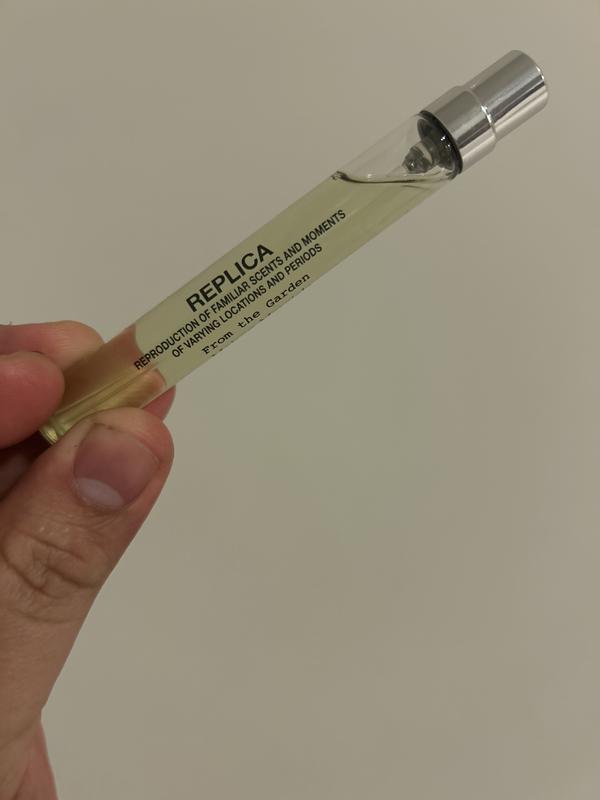 REPLICA
REPRODUCTION OF FAMILIAR SCENTS AND MOMENTS
OF VARYING LOCATIONS AND PERIODS
From the Garden